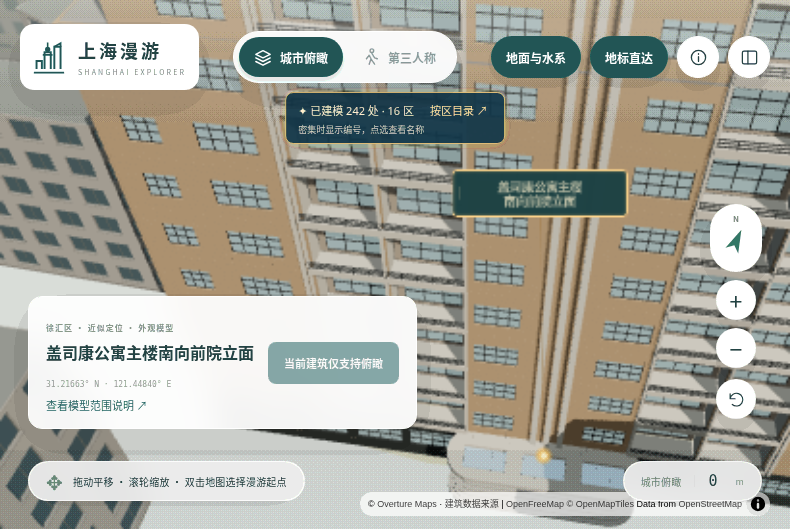 上海漫游
SHANGHAI EXPLORER
城市俯瞰
第三人称
地面与水系
地标直达
✦ 已建模 242 处 · 16 区 按区目录 ↗
密集时显示编号，点选查看名称
盖司康公寓主楼
南向前院立面
N
徐汇区 · 近似定位 · 外观模型
盖司康公寓主楼南向前院立面
当前建筑仅支持俯瞰
31.21663° N · 121.44840° E
查看模型范围说明 ↗
拖动平移 · 滚轮缩放 · 双击地图选择漫游起点
城市俯瞰 0 m
© Overture Maps · 建筑数据来源 | OpenFreeMap © OpenMapTiles Data from OpenStreetMap